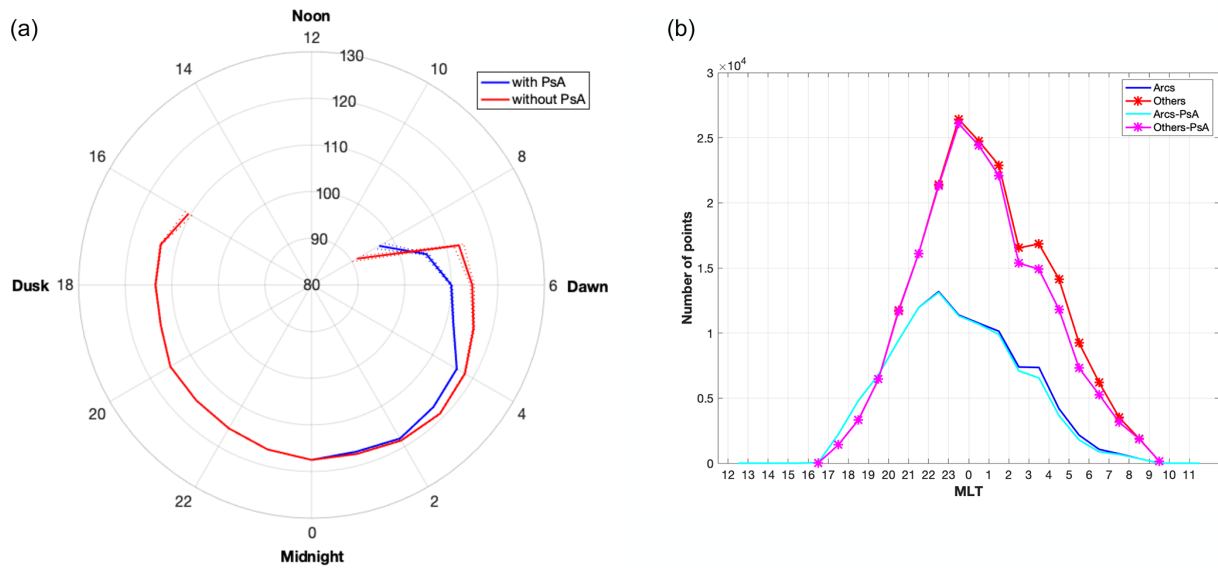 (a)
Noon
12
14
10
16
8
Dusk 18
6 Dawn
20
4
22
2
0
Midnight
130
120
110
100
90
80
with PsA
without PsA
(b)
×10⁴
3
2.5
2
1.5
1
0.5
0
Number of points
12 13 14 15 16 17 18 19 20 21 22 23 0 1 2 3 4 5 6 7 8 9 10 11
MLT
Arcs
Others
Arcs-PsA
Others-PsA